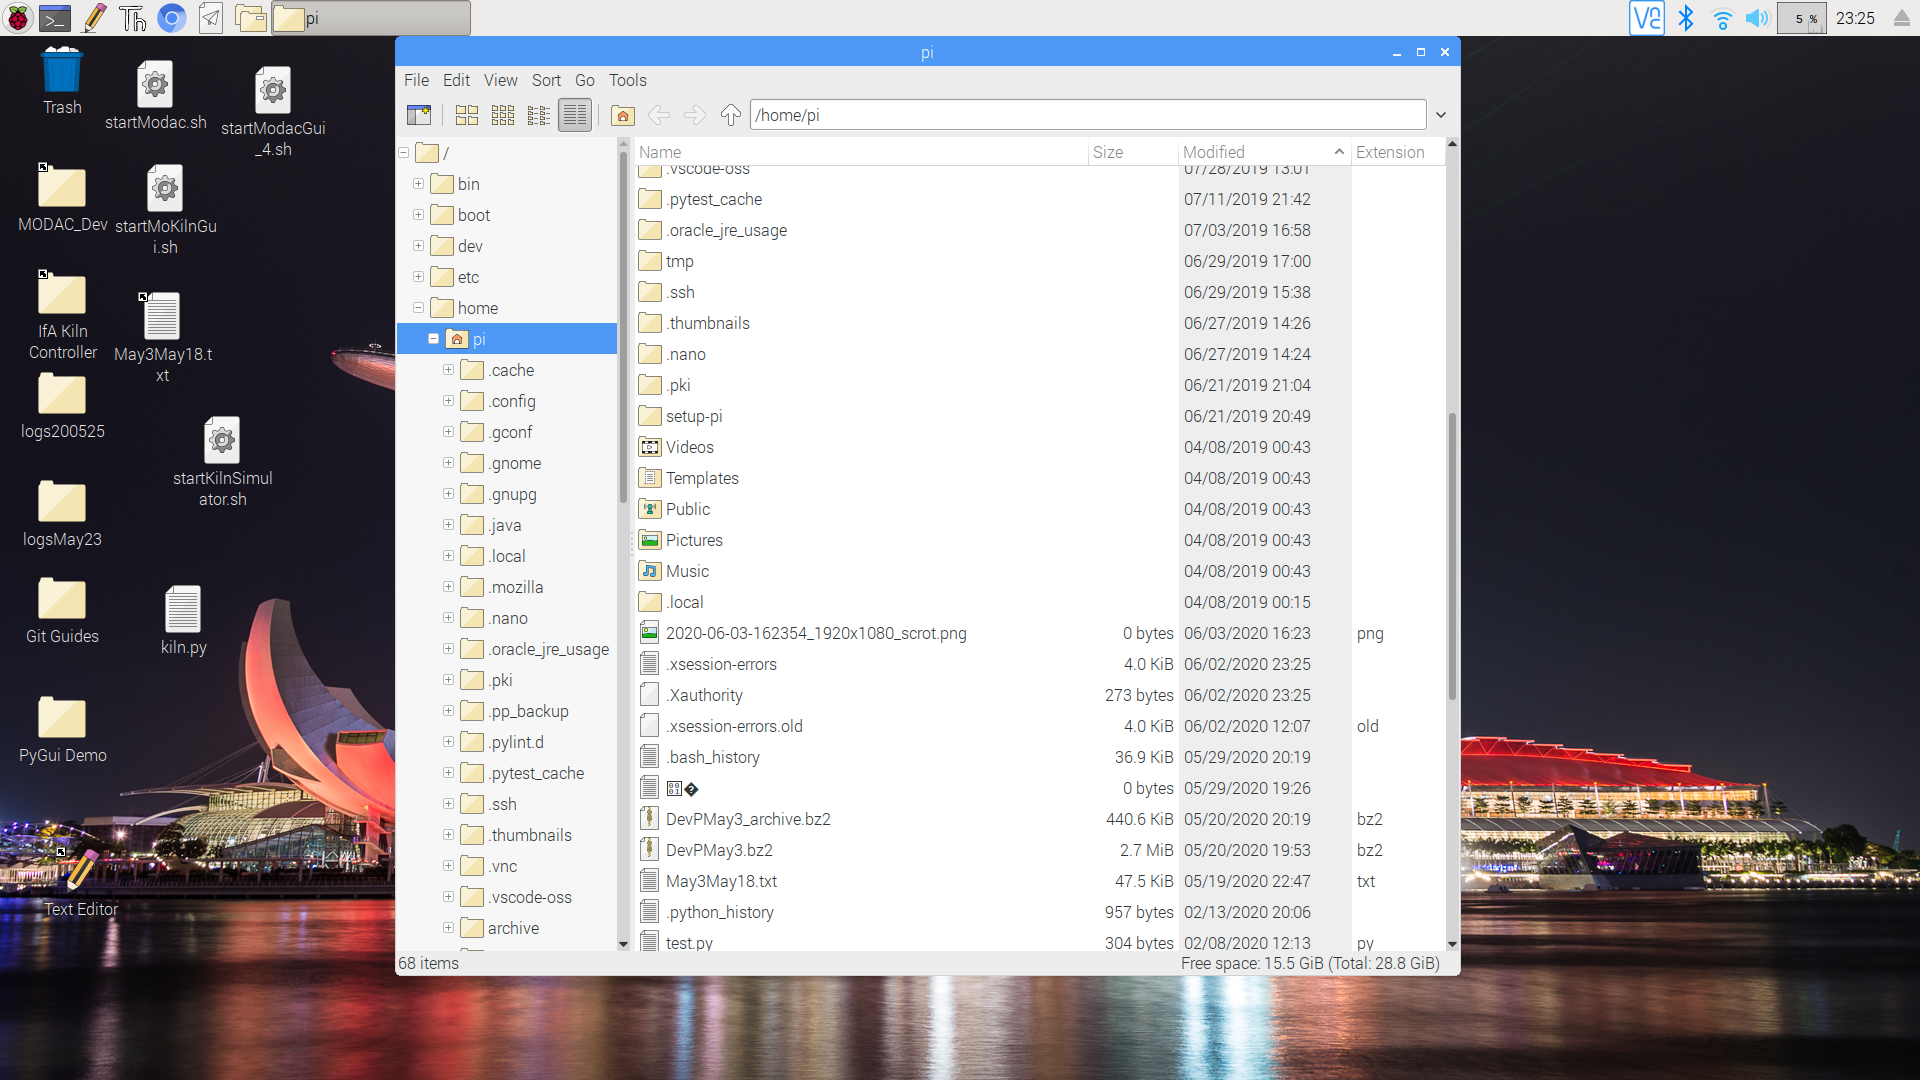 pi
5 %
23:25
Trash
startModac.sh
startModacGui
_4.sh
MODAC_Dev
startMoKilnGu
i.sh
IfA Kiln
Controller
May3May18.t
xt
logs200525
startKilnSimul
ator.sh
logsMay23
Git Guides
kiln.py
PyGui Demo
Text Editor
pi
File Edit View Sort Go Tools
/home/pi
/
bin
boot
dev
etc
home
pi
.cache
.config
.gconf
.gnome
.gnupg
.java
.local
.mozilla
.nano
.oracle_jre_usage
.pki
.pp_backup
.pylint.d
.pytest_cache
.ssh
.thumbnails
.vnc
.vscode-oss
archive
Name Size Modified Extension
.vscode-oss 07/28/2019 13:01
.pytest_cache 07/11/2019 21:42
.oracle_jre_usage 07/03/2019 16:58
tmp 06/29/2019 17:00
.ssh 06/29/2019 15:38
.thumbnails 06/27/2019 14:26
.nano 06/27/2019 14:24
.pki 06/21/2019 21:04
setup-pi 06/21/2019 20:49
Videos 04/08/2019 00:43
Templates 04/08/2019 00:43
Public 04/08/2019 00:43
Pictures 04/08/2019 00:43
Music 04/08/2019 00:43
.local 04/08/2019 00:15
2020-06-03-162354_1920x1080_scrot.png 0 bytes 06/03/2020 16:23 png
.xsession-errors 4.0 KiB 06/02/2020 23:25
.Xauthority 273 bytes 06/02/2020 23:25
.xsession-errors.old 4.0 KiB 06/02/2020 12:07 old
.bash_history 36.9 KiB 05/29/2020 19:26
0 bytes 05/29/2020 19:26
DevPMay3_archive.bz2 440.6 KiB 05/20/2020 20:19 bz2
DevPMay3.bz2 2.7 MiB 05/20/2020 19:53 bz2
May3May18.txt 47.5 KiB 05/19/2020 22:47 txt
.python_history 957 bytes 02/13/2020 20:06
test.py 304 bytes 02/08/2020 12:13 py
68 items
Free space: 15.5 GiB (Total: 28.8 GiB)